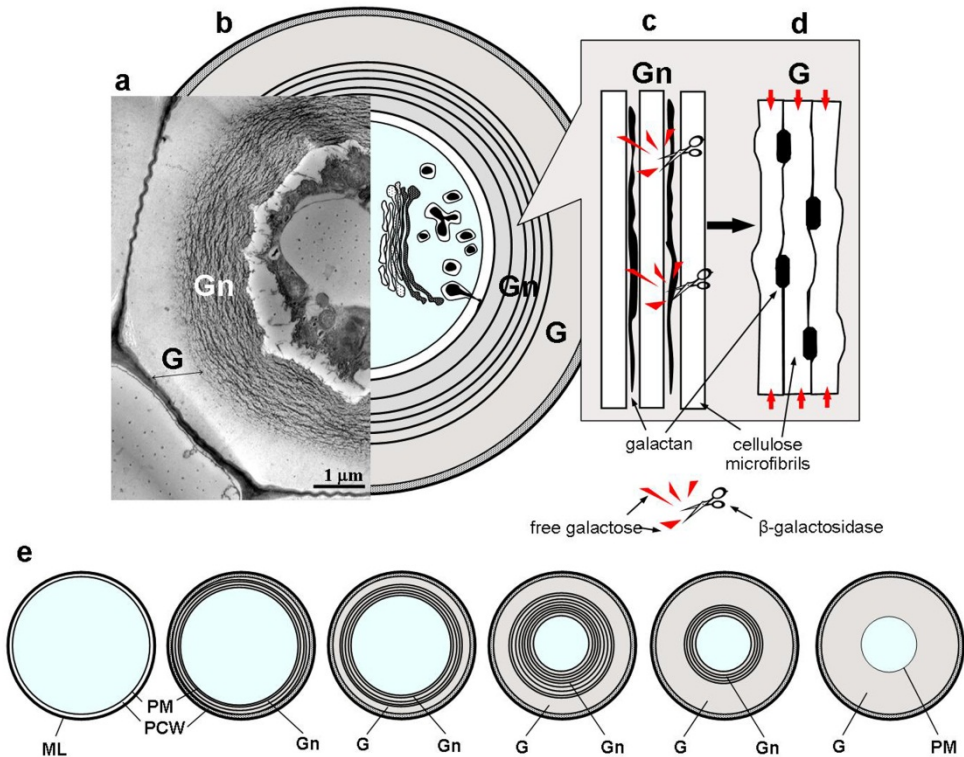 b
c
d
a
Gn
G
Gn
Gn
G
G
1 μm
galactan
cellulose
microfibrils
free galactose
β-galactosidase
e
PM
PCW
ML
Gn
G
Gn
G
Gn
G
Gn
G
PM